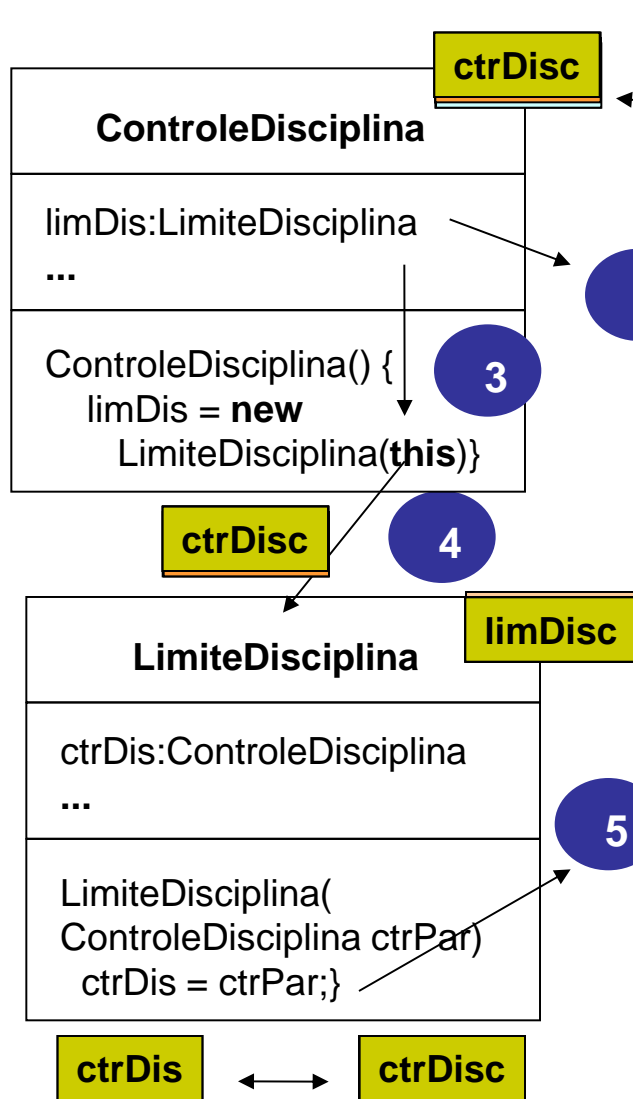 ctrDisc
ControleDisciplina
limDis:LimiteDisciplina
...
ControleDisciplina() {
limDis = new
LimiteDisciplina(this)}
3
ctrDisc
4
limDisc
LimiteDisciplina
ctrDis:ControleDisciplina
...
5
LimiteDisciplina(
ControleDisciplina ctrPar)
ctrDis = ctrPar;}
ctrDis
ctrDisc